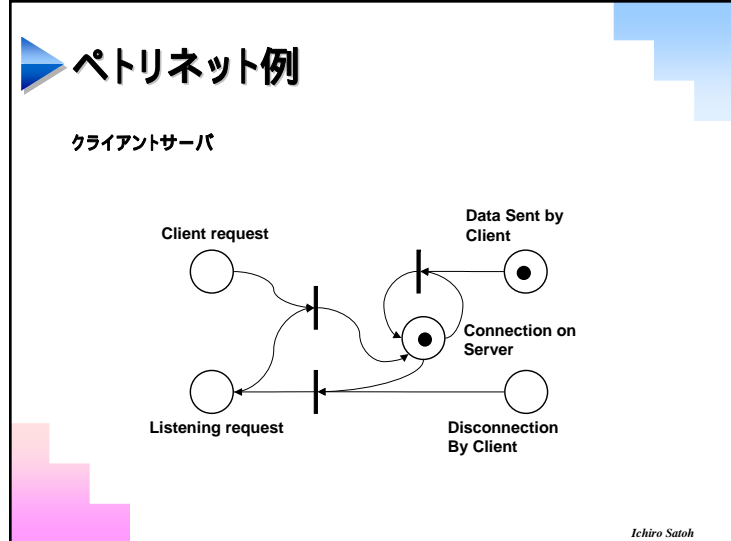 ペトリネット例
クライアントサーバ
Data Sent by
Client
Client request
Connection on
Server
Listening request
Disconnection
By Client
Ichiro Satoh